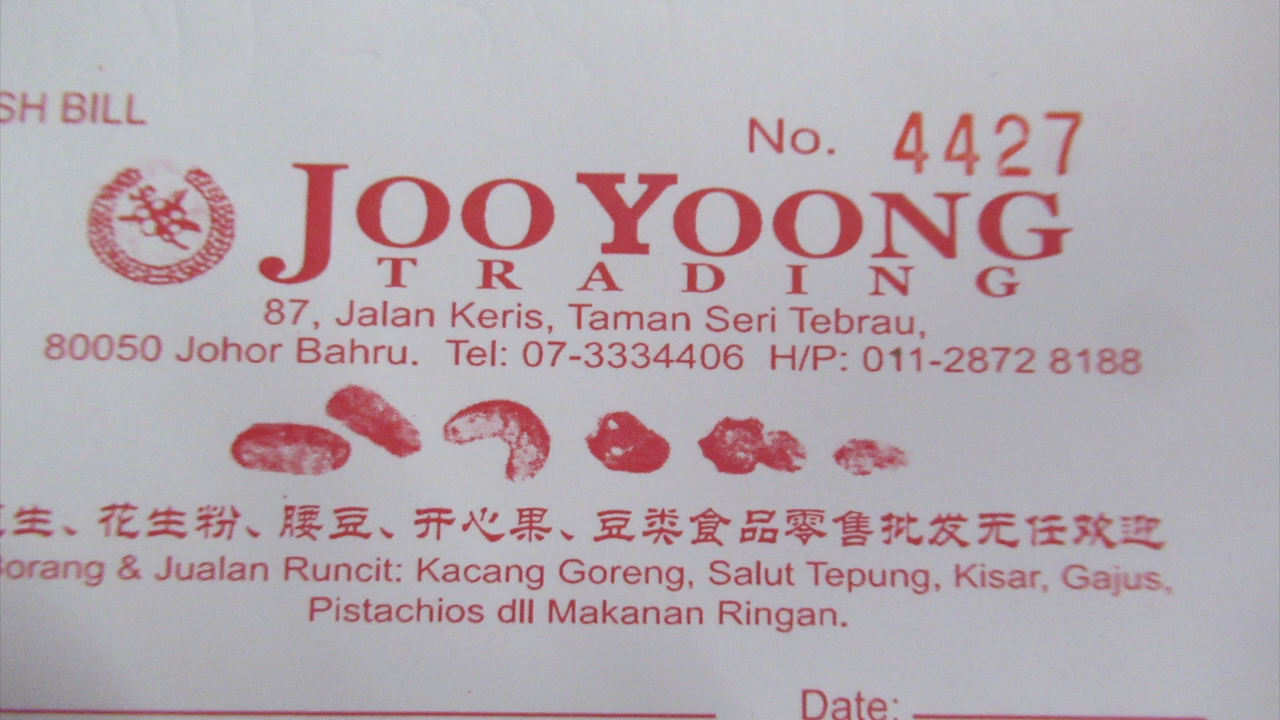 BILL
No. 4427
JOO YOONG
TRADING
87, Jalan Keris, Taman Seri Tebrau,
80050 Johor Bahru. Tel: 07-3334406 H/P: 011-2872 8188
生、花生粉、腰豆、开心果、豆类食品零售批发无任欢迎
& Jualan Runcit: Kacang Goreng, Salut Tepung, Kisar, Gajus,
Pistachios dll Makanan Ringan.
Date: